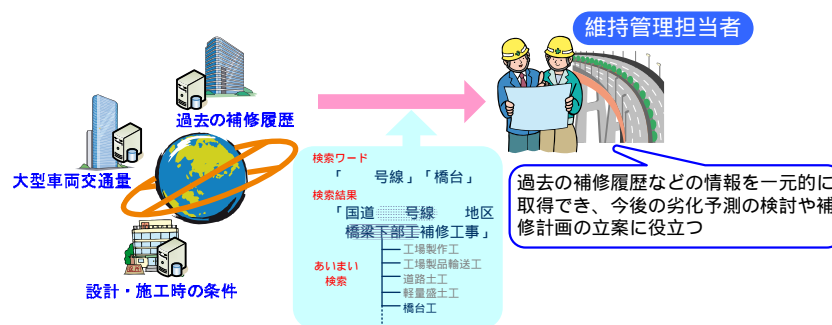 維持管理担当者
過去の補修履歴
大型車両交通量
設計・施工時の条件
検索ワード
「　　号線」「橋台」
検索結果
「国道　　号線　　地区
橋梁下部工補修工事」
あいまい
検索
工場製作工
工場製品輸送工
道路土工
軽量盛土工
橋台工
過去の補修履歴などの情報を一元的に
取得でき、今後の劣化予測の検討や補
修計画の立案に役立つ